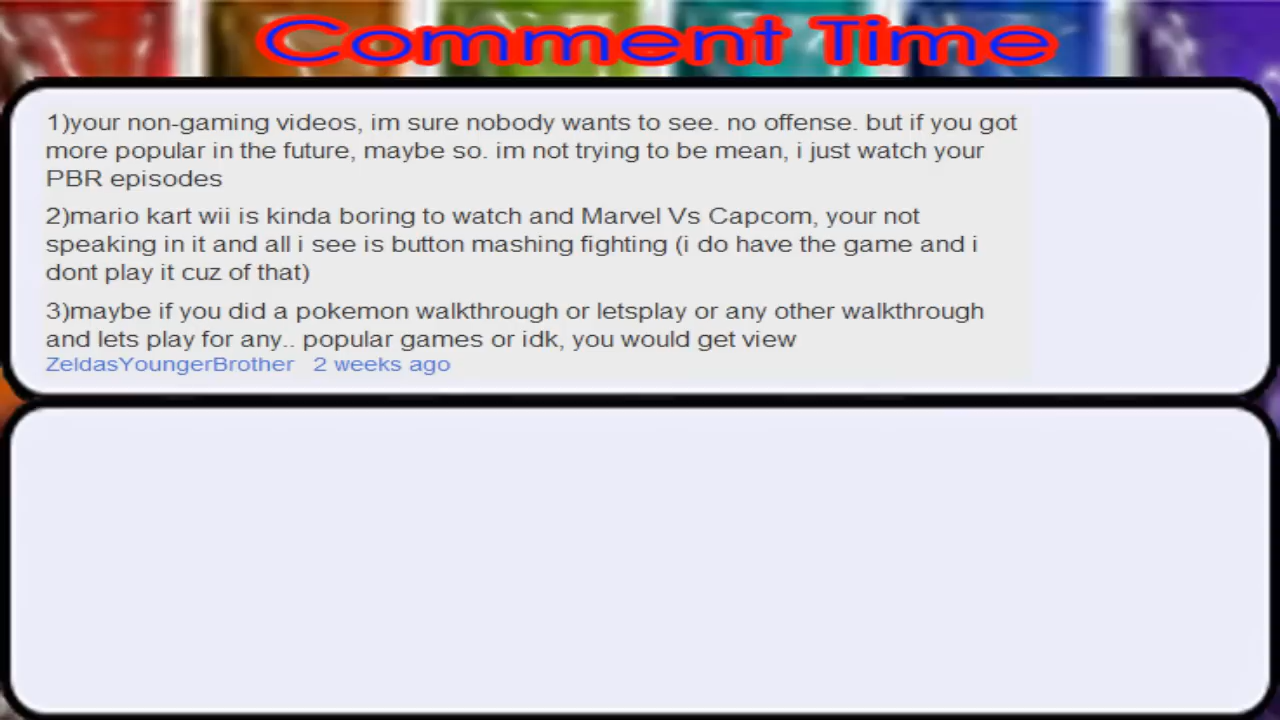 Comment Time
1)your non-gaming videos, im sure nobody wants to see. no offense. but if you got
more popular in the future, maybe so. im not trying to be mean, i just watch your
PBR episodes
2)mario kart wii is kinda boring to watch and Marvel Vs Capcom, your not
speaking in it and all i see is button mashing fighting (i do have the game and i
dont play it cuz of that)
3)maybe if you did a pokemon walkthrough or letsplay or any other walkthrough
and lets play for any.. popular games or idk, you would get view
ZeldasYoungerBrother 2 weeks ago